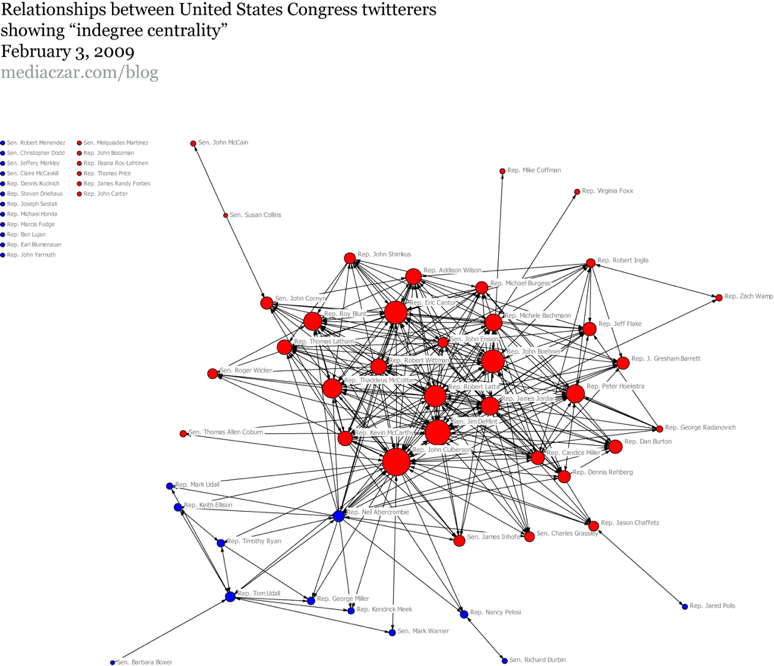 Relationships between United States Congress twitterers
showing “indegree centrality”
February 3, 2009
mediaczar.com/blog
Sen. Robert Menendez
Sen. Christopher Dodd
Sen. Jeffery Merkley
Sen. Claire McCaskill
Rep. Dennis Kucinich
Rep. Steven Driehaus
Rep. Joseph Sestak
Rep. Michael Honda
Rep. Marcia Fudge
Rep. Ben Lujan
Rep. Earl Blumenauer
Rep. John Yarmuth
Sen. Melquiades Martinez
Rep. John Boozman
Rep. Ileana Ros-Lehtinen
Rep. Thomas Price
Rep. James Randy Forbes
Rep. John Carter
Sen. John McCain
Rep. Mike Coffman
Rep. Virginia Foxx
Sen. Susan Collins
Rep. John Shimkus
Rep. Robert Inglis
Rep. Addison Wilson
Rep. Michael Burgess
Rep. Zach Wamp
Sen. John Cornyn
Rep. Eric Cantor
Rep. Roy Blunt
Rep. Michele Bachmann
Rep. Jeff Flake
Rep. Thomas Latham
Sen. John Ensign
Rep. John Boehner
Rep. Robert Wittman
Rep. J. Gresham Barrett
Sen. Roger Wicker
Rep. Thaddeus McCotter
Rep. Robert Latta
Rep. Peter Hoekstra
Rep. James Jordan
Sen. Jim DeMint
Rep. George Radanovich
Sen. Thomas Allen Coburn
Rep. Kevin McCarthy
Rep. Dan Burton
Rep. John Culberson
Rep. Candice Miller
Rep. Dennis Rehberg
Rep. Mark Udall
Rep. Keith Ellison
Rep. Neil Abercrombie
Rep. Jason Chaffetz
Rep. Timothy Ryan
Sen. James Inhofe
Sen. Charles Grassley
Rep. Tom Udall
Rep. George Miller
Rep. Kendrick Meek
Rep. Nancy Pelosi
Rep. Jared Polis
Sen. Mark Warner
Sen. Barbara Boxer
Sen. Richard Durbin